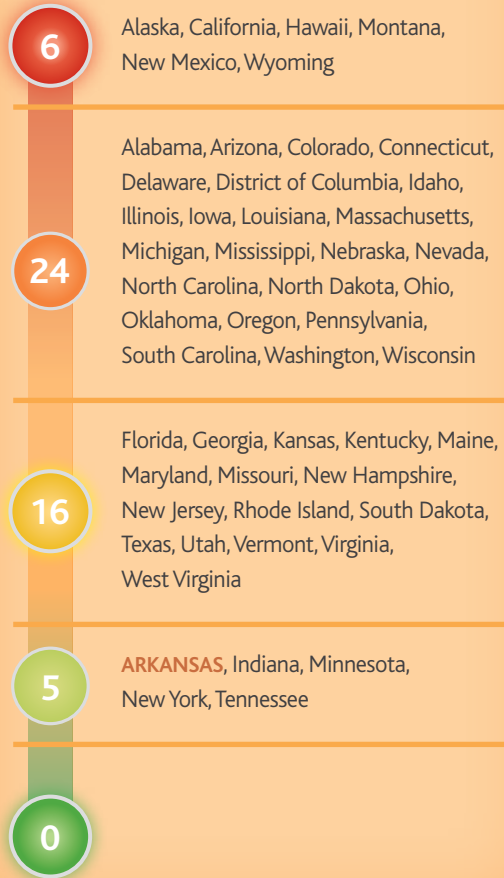 6
Alaska, California, Hawaii, Montana,
New Mexico, Wyoming
24
Alabama, Arizona, Colorado, Connecticut,
Delaware, District of Columbia, Idaho,
Illinois, Iowa, Louisiana, Massachusetts,
Michigan, Mississippi, Nebraska, Nevada,
North Carolina, North Dakota, Ohio,
Oklahoma, Oregon, Pennsylvania,
South Carolina, Washington, Wisconsin
16
Florida, Georgia, Kansas, Kentucky, Maine,
Maryland, Missouri, New Hampshire,
New Jersey, Rhode Island, South Dakota,
Texas, Utah, Vermont, Virginia,
West Virginia
5
ARKANSAS, Indiana, Minnesota,
New York, Tennessee
0